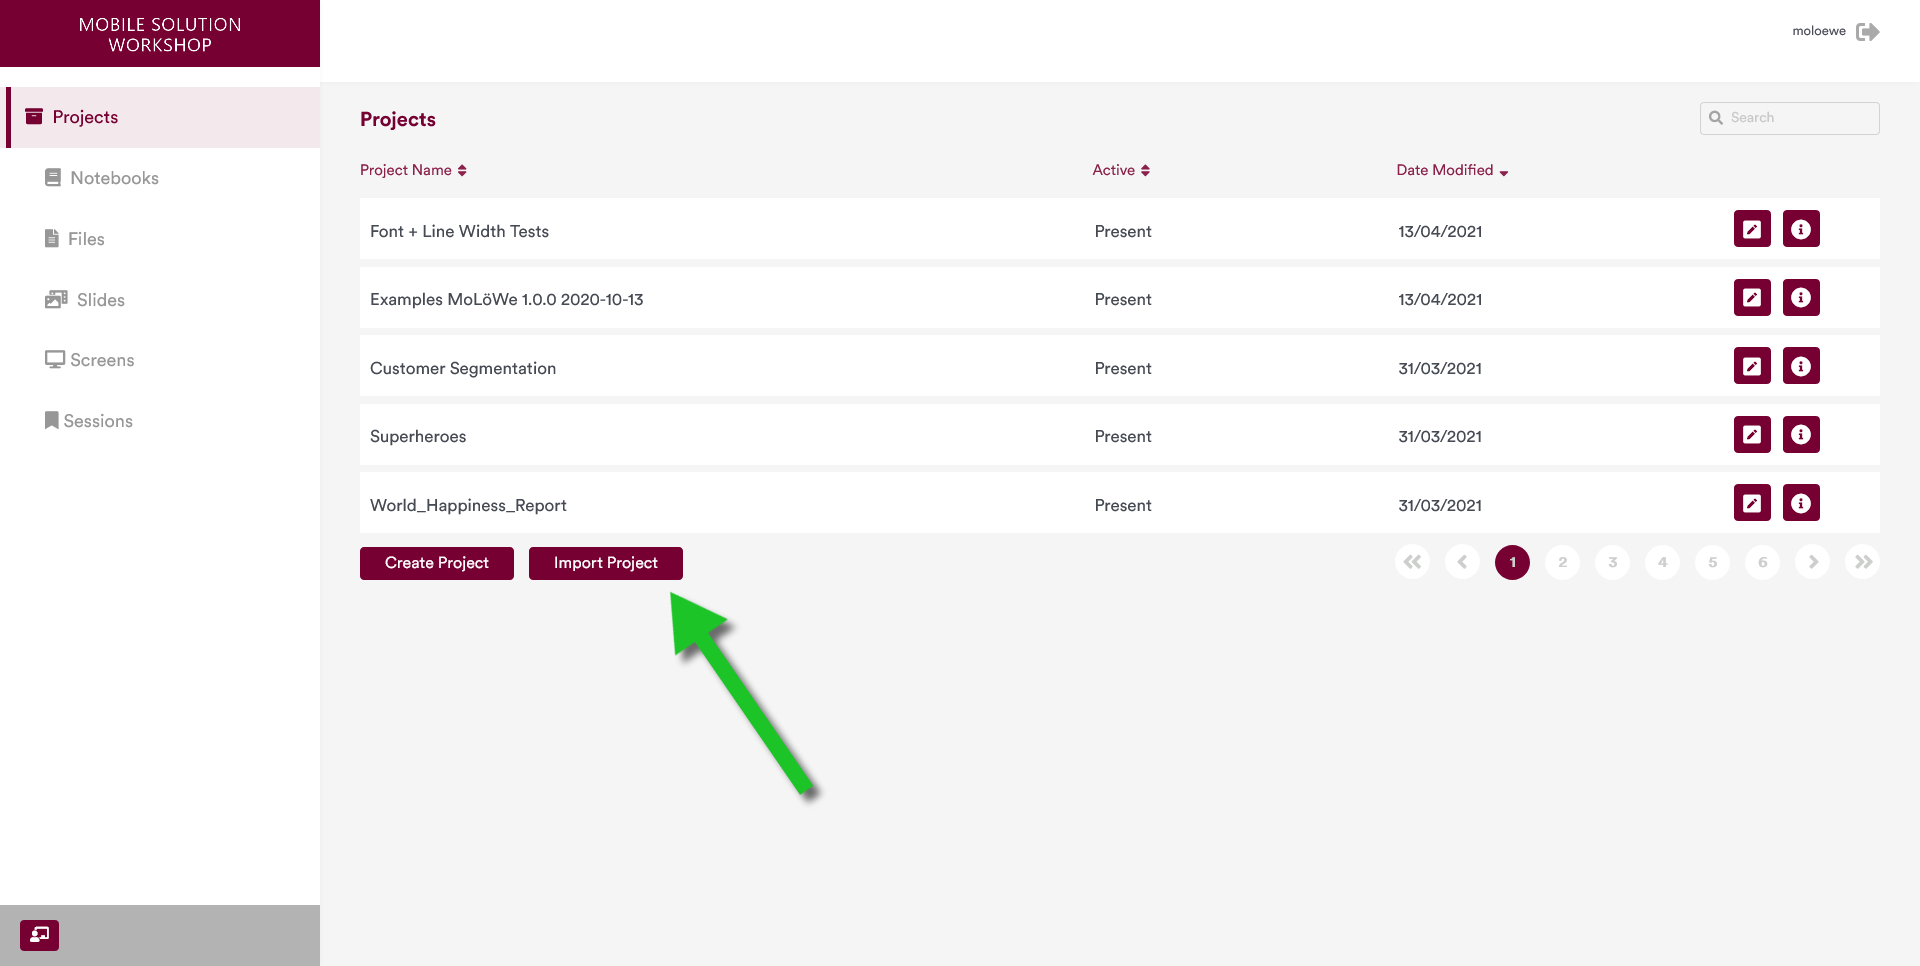 MOBILE SOLUTION
WORKSHOP
moloewe
Projects
Notebooks
Files
Slides
Screens
Sessions
Projects
Search
Project Name Active Date Modified
Font + Line Width Tests Present 13/04/2021
Examples MoLöWe 1.0.0 2020-10-13 Present 13/04/2021
Customer Segmentation Present 31/03/2021
Superheroes Present 31/03/2021
World_Happiness_Report Present 31/03/2021
Create Project Import Project 1 2 3 4 5 6